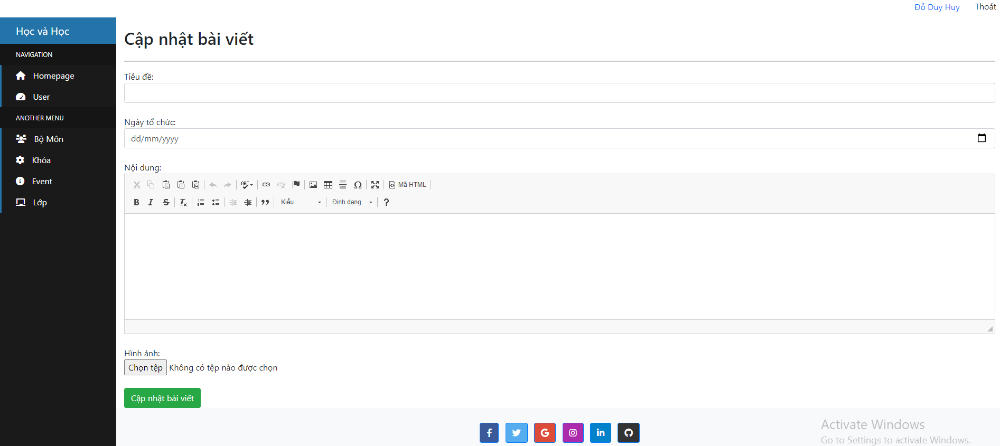 Đỗ Duy Huy Thoát
Học và Học
NAVIGATION
Homepage
User
ANOTHER MENU
Bộ Môn
Khóa
Event
Lớp
Cập nhật bài viết
Tiêu đề:
Ngày tổ chức:
dd/mm/yyyy
Nội dung:
Mã HTML
Kiểu Định dạng
Hình ảnh:
Chọn tệp Không có tệp nào được chọn
Cập nhật bài viết
Activate Windows
Go to Settings to activate Windows.